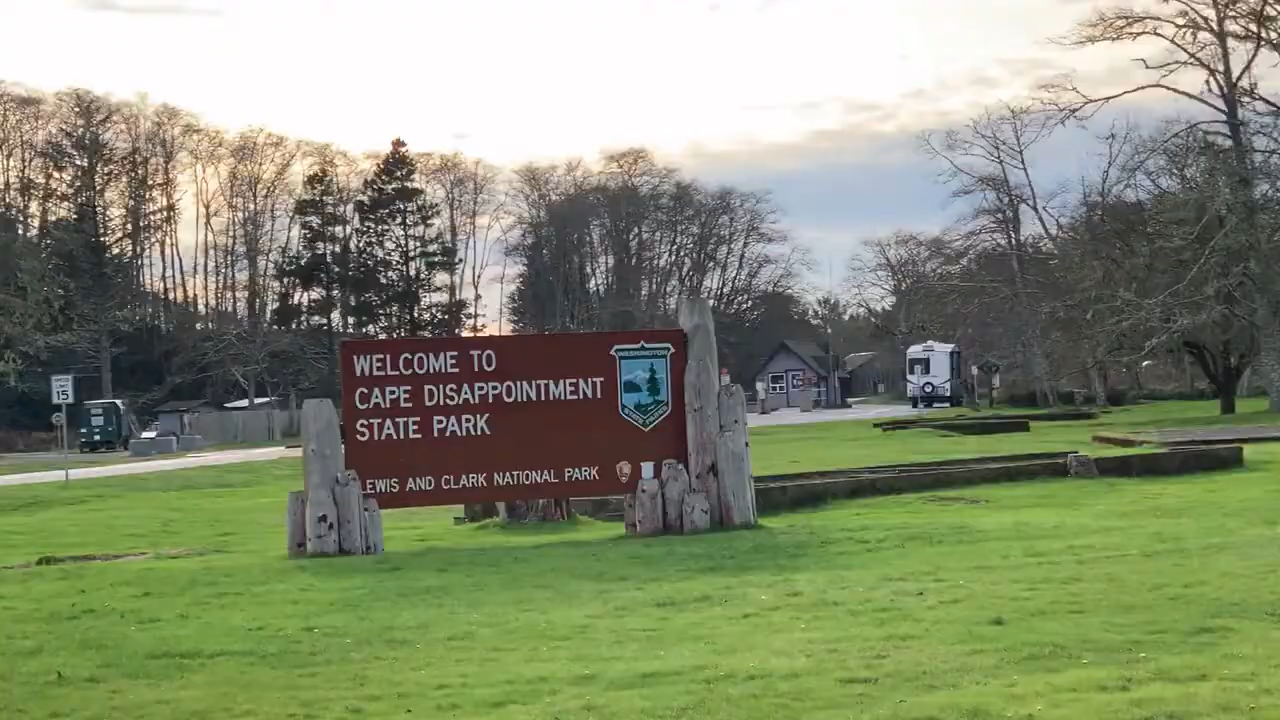 WELCOME TO
CAPE DISAPPOINTMENT
STATE PARK
LEWIS AND CLARK NATIONAL PARK
WASHINGTON
STATE PARKS
SPEED
LIMIT
15